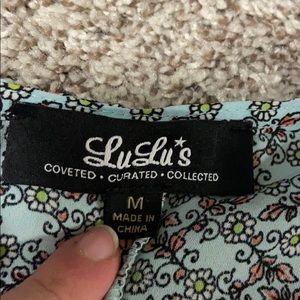 LuLu*s
COVETED • CURATED • COLLECTED
M
MADE IN
CHINA